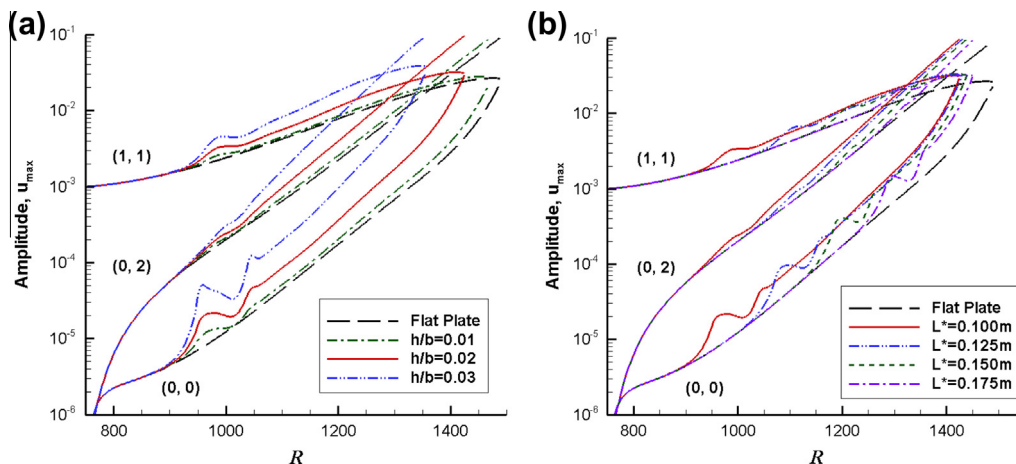 (a)
10⁻¹
10⁻²
10⁻³
10⁻⁴
10⁻⁵
10⁻⁶
Amplitude, uₘₐₓ
(1, 1)
(0, 2)
(0, 0)
Flat Plate
h/b=0.01
h/b=0.02
h/b=0.03
800 1000 1200 1400
R
(b)
10⁻¹
10⁻²
10⁻³
10⁻⁴
10⁻⁵
10⁻⁶
Amplitude, uₘₐₓ
(1, 1)
(0, 2)
(0, 0)
Flat Plate
L*=0.100m
L*=0.125m
L*=0.150m
L*=0.175m
800 1000 1200 1400
R